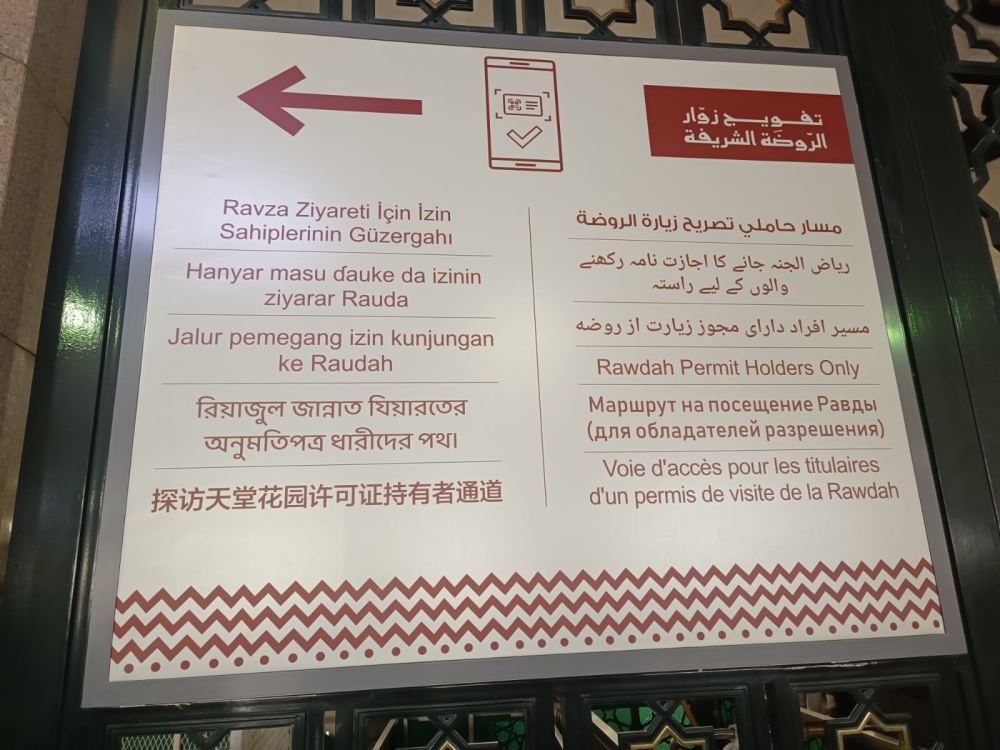 تفويج زوّار
الرّوضَة الشريفة
مسار حاملي تصريح زيارة الروضة
ریاض الجنہ جانے کا اجازت نامہ رکھنے
والوں کے لیے راستہ
مسیر افراد دارای مجوز زیارت از روضه
Rawdah Permit Holders Only
Маршрут на посещение Равды
(для обладателей разрешения)
Voie d'accès pour les titulaires
d'un permis de visite de la Rawdah
Ravza Ziyareti İçin İzin
Sahiplerinin Güzergahı
Hanyar masu ɗauke da izinin
ziyarar Rauda
Jalur pemegang izin kunjungan
ke Raudah
রিয়াজুল জান্নাত যিয়ারতের
অনুমতিপত্র ধারীদের পথ।
探访天堂花园许可证持有者通道